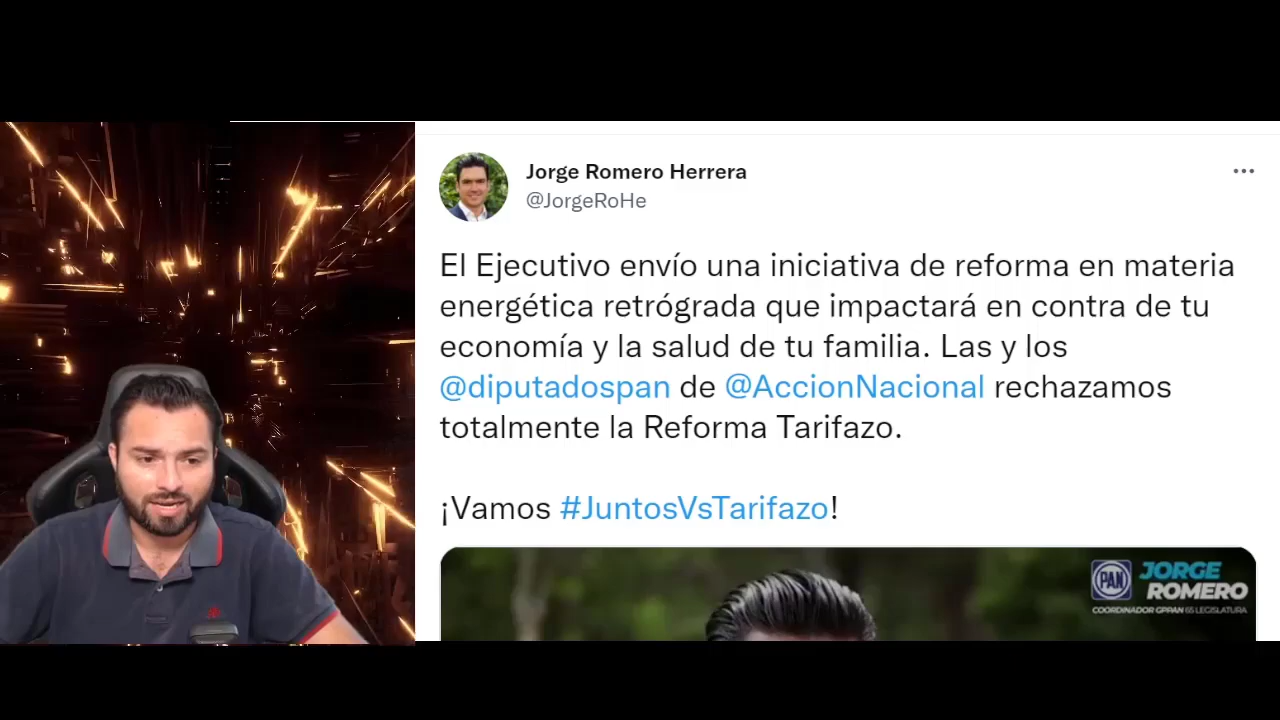 Jorge Romero Herrera
@JorgeRoHe
El Ejecutivo envío una iniciativa de reforma en materia
energética retrógrada que impactará en contra de tu
economía y la salud de tu familia. Las y los
@diputadospan de @AccionNacional rechazamos
totalmente la Reforma Tarifazo.
¡Vamos #JuntosVsTarifazo!
PAN
JORGE
ROMERO
COORDINADOR GPPAN 65 LEGISLATURA